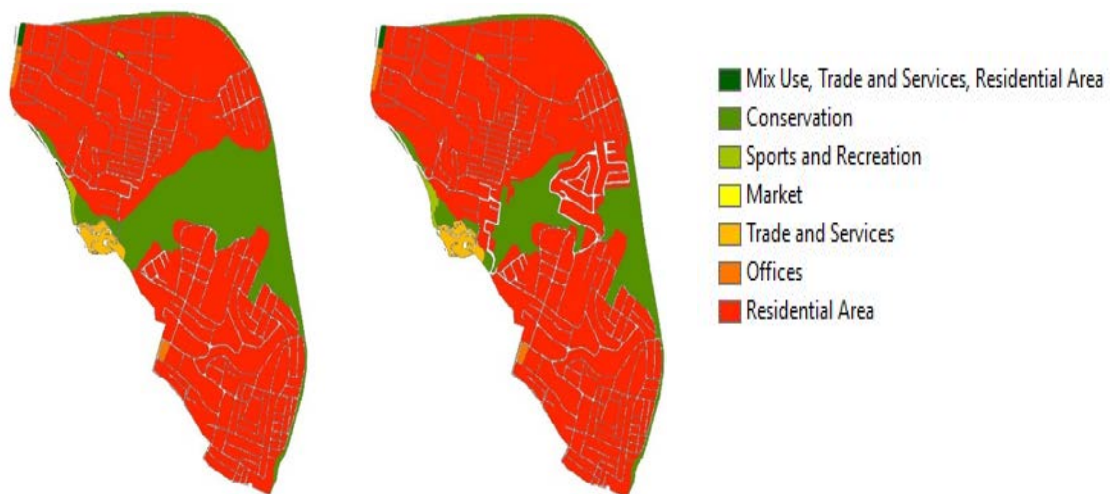 Mix Use, Trade and Services, Residential Area
Conservation
Sports and Recreation
Market
Trade and Services
Offices
Residential Area